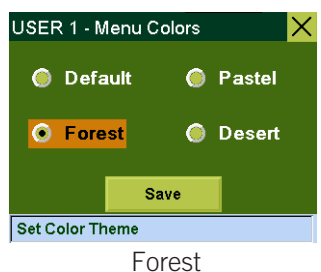 USER 1 - Menu Colors
Default
Pastel
Forest
Desert
Save
Set Color Theme
Forest